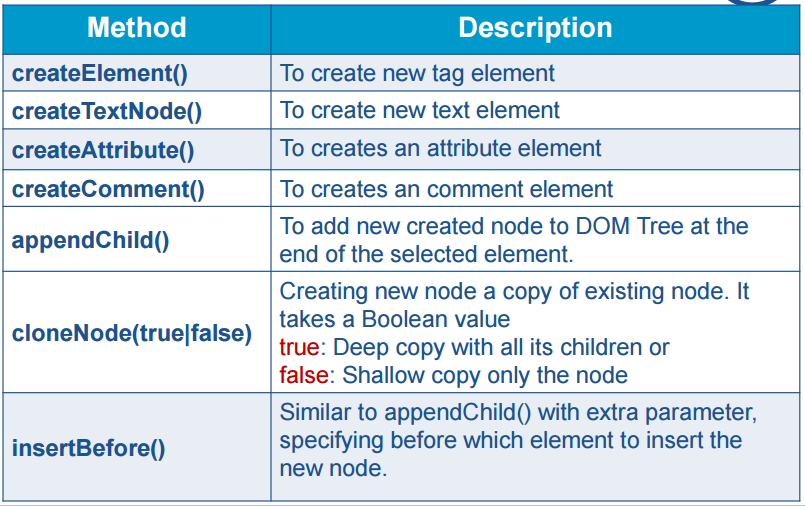 Method Description
createElement() To create new tag element
createTextNode() To create new text element
createAttribute() To creates an attribute element
createComment() To creates an comment element
appendChild() To add new created node to DOM Tree at the
end of the selected element.
cloneNode(true|false) Creating new node a copy of existing node. It
takes a Boolean value
true: Deep copy with all its children or
false: Shallow copy only the node
insertBefore() Similar to appendChild() with extra parameter,
specifying before which element to insert the
new node.